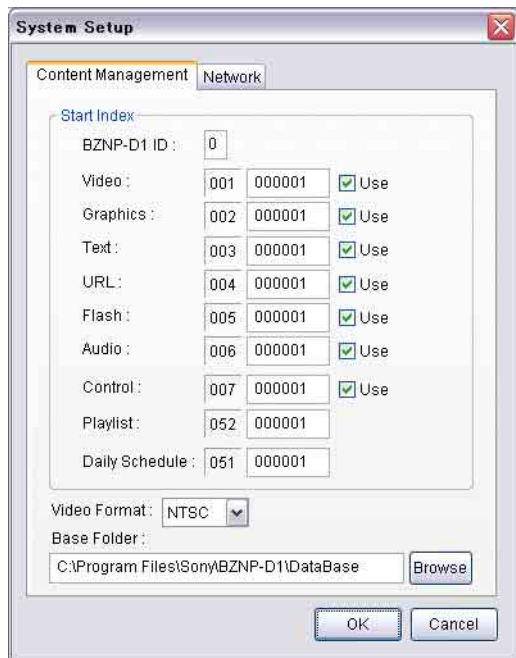 System Setup
Content Management Network
Start Index
BZNP-D1 ID : 0
Video : 001 000001 Use
Graphics : 002 000001 Use
Text : 003 000001 Use
URL : 004 000001 Use
Flash : 005 000001 Use
Audio : 006 000001 Use
Control : 007 000001 Use
Playlist : 052 000001
Daily Schedule : 051 000001
Video Format : NTSC
Base Folder :
C:\Program Files\Sony\BZNP-D1\DataBase Browse
OK Cancel